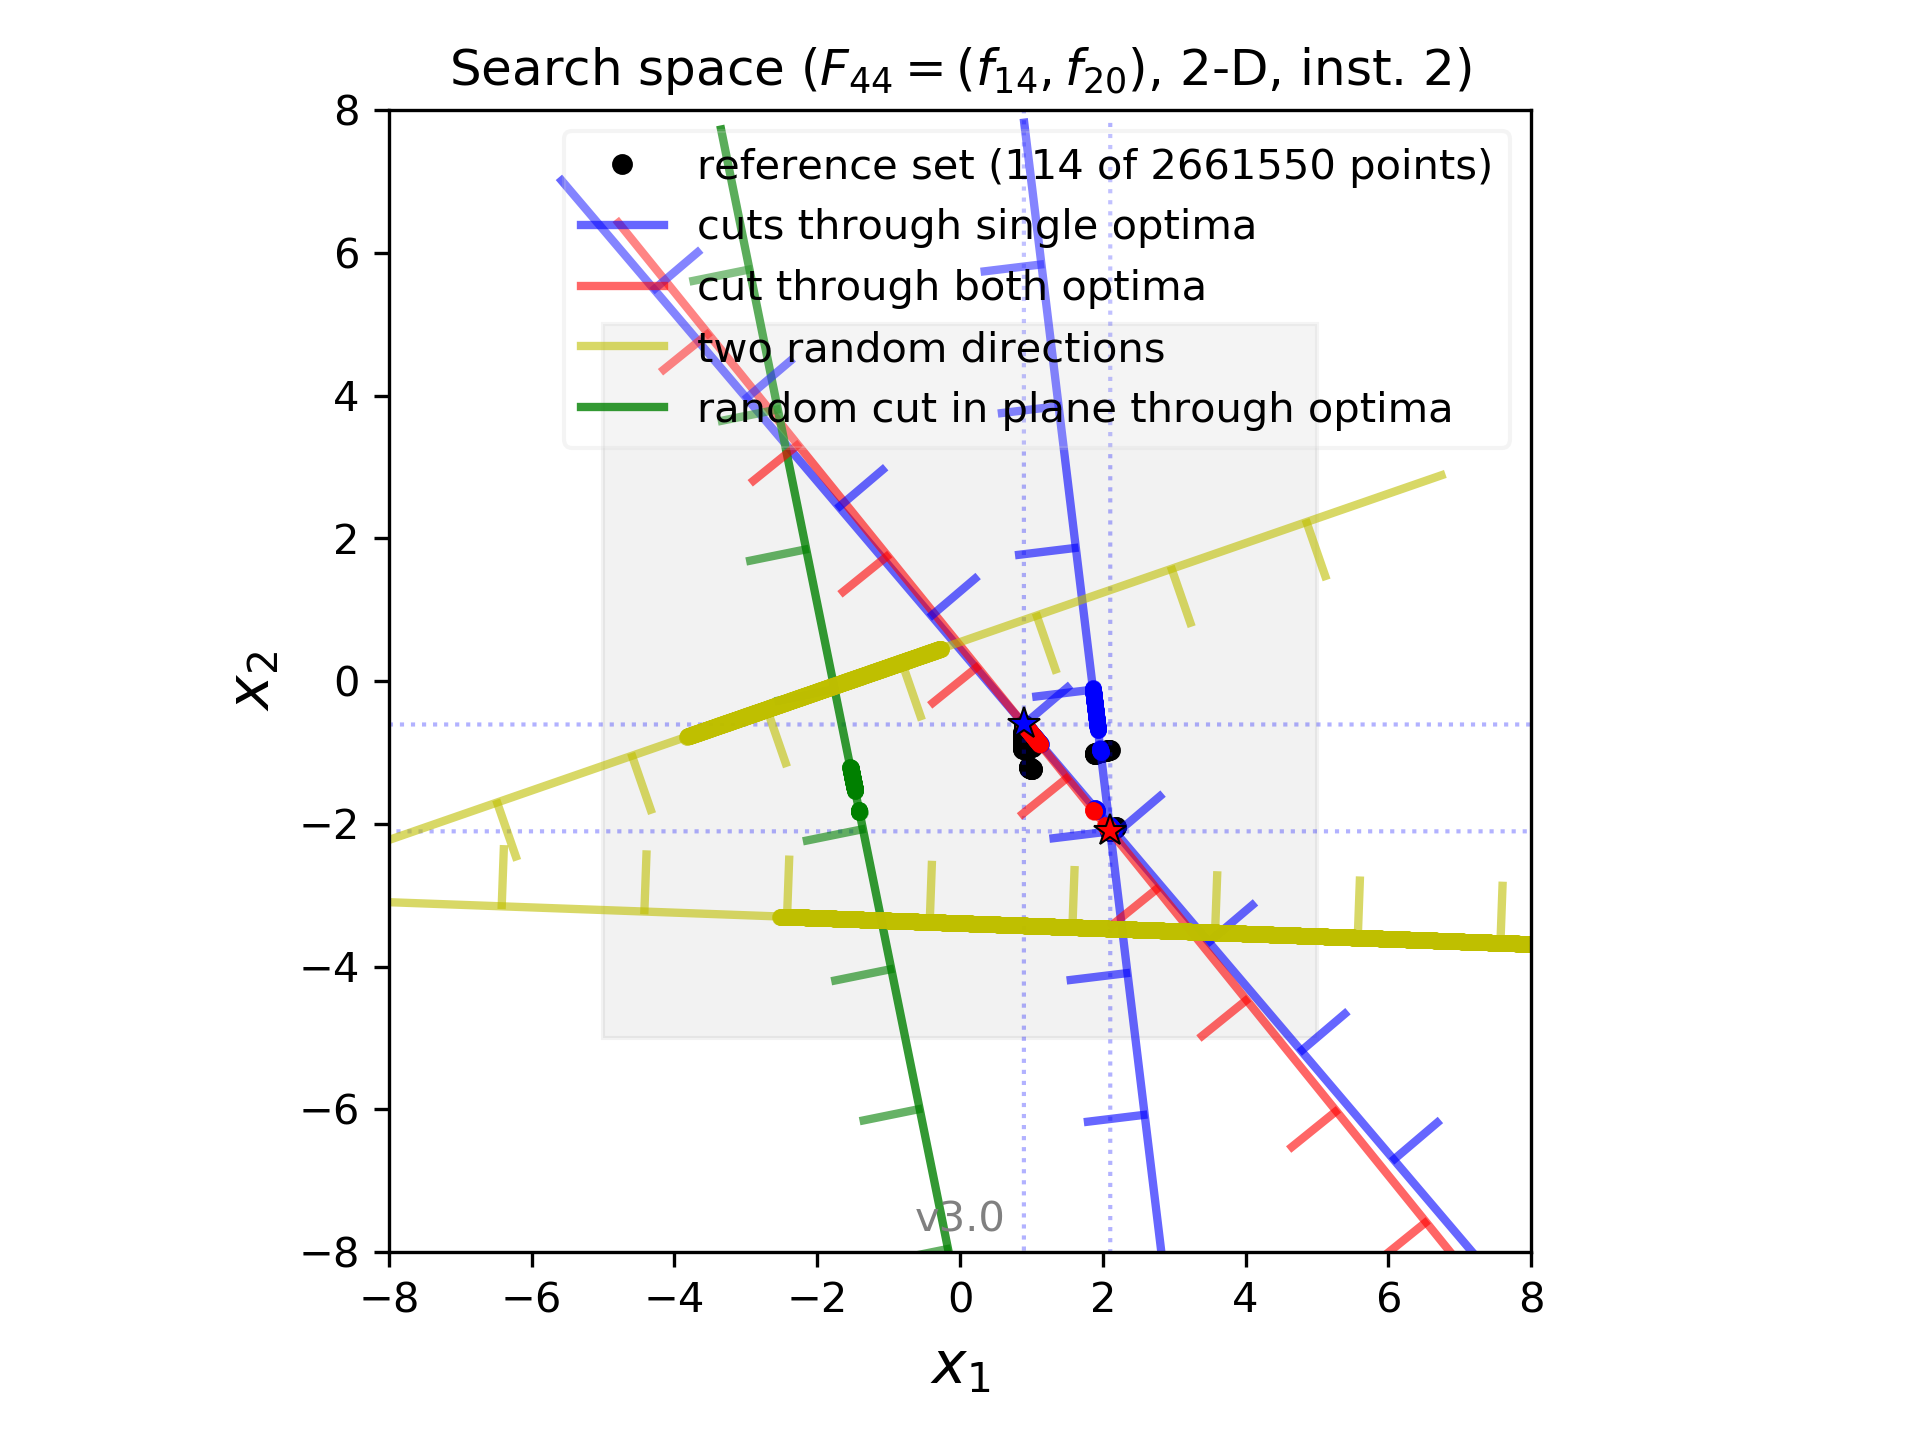 Search space (F44 = (f14, f20), 2-D, inst. 2)
reference set (114 of 2661550 points)
cuts through single optima
cut through both optima
two random directions
random cut in plane through optima
8
6
4
2
0
−2
−4
−6
−8
x2
v3.0
−8 −6 −4 −2 0 2 4 6 8
x1